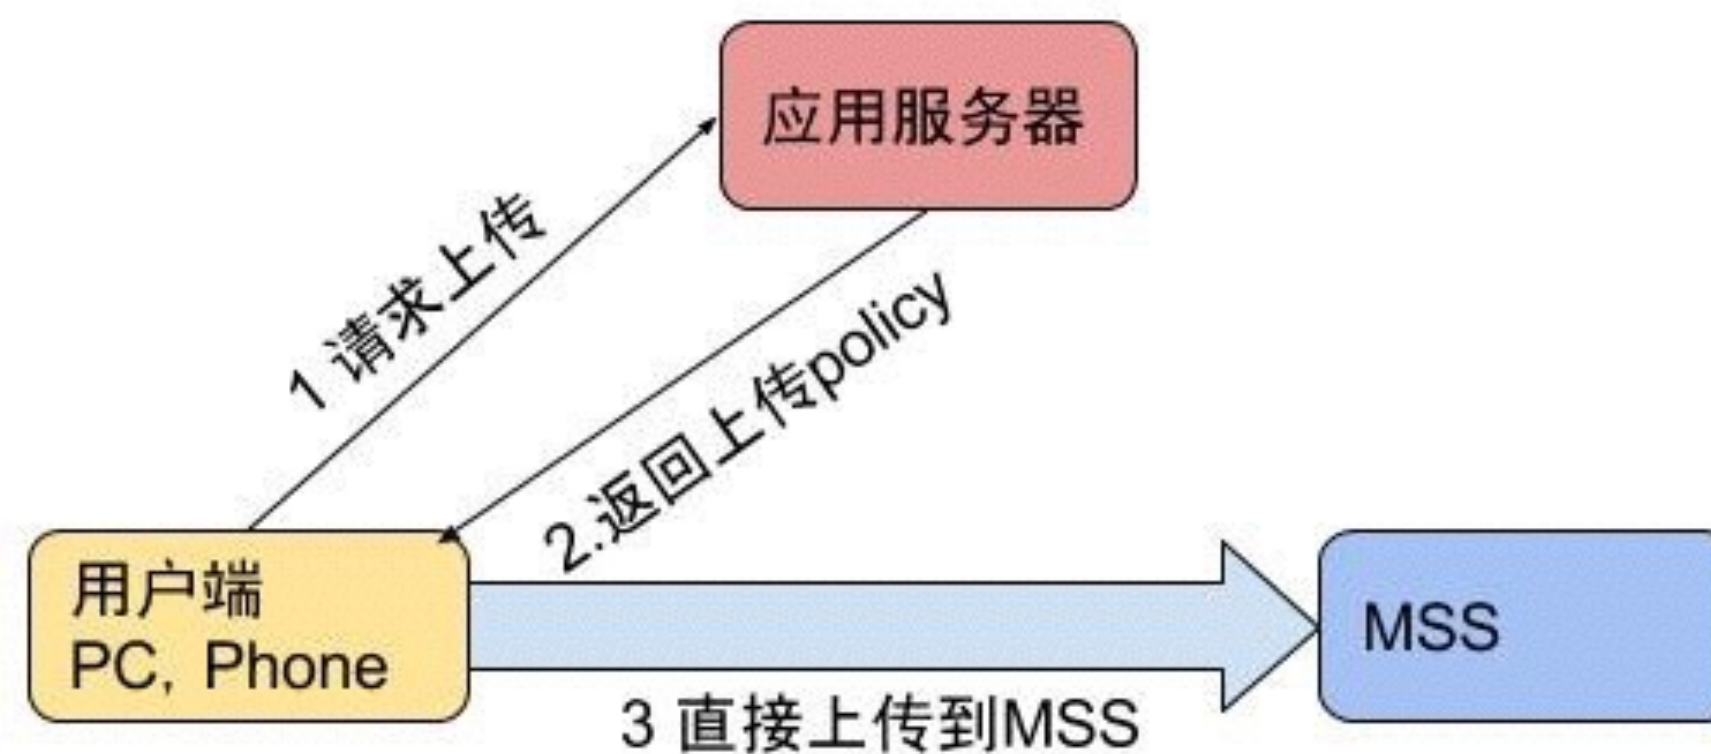 应用服务器
1 请求上传
2.返回上传policy
用户端
PC, Phone
MSS
3 直接上传到MSS